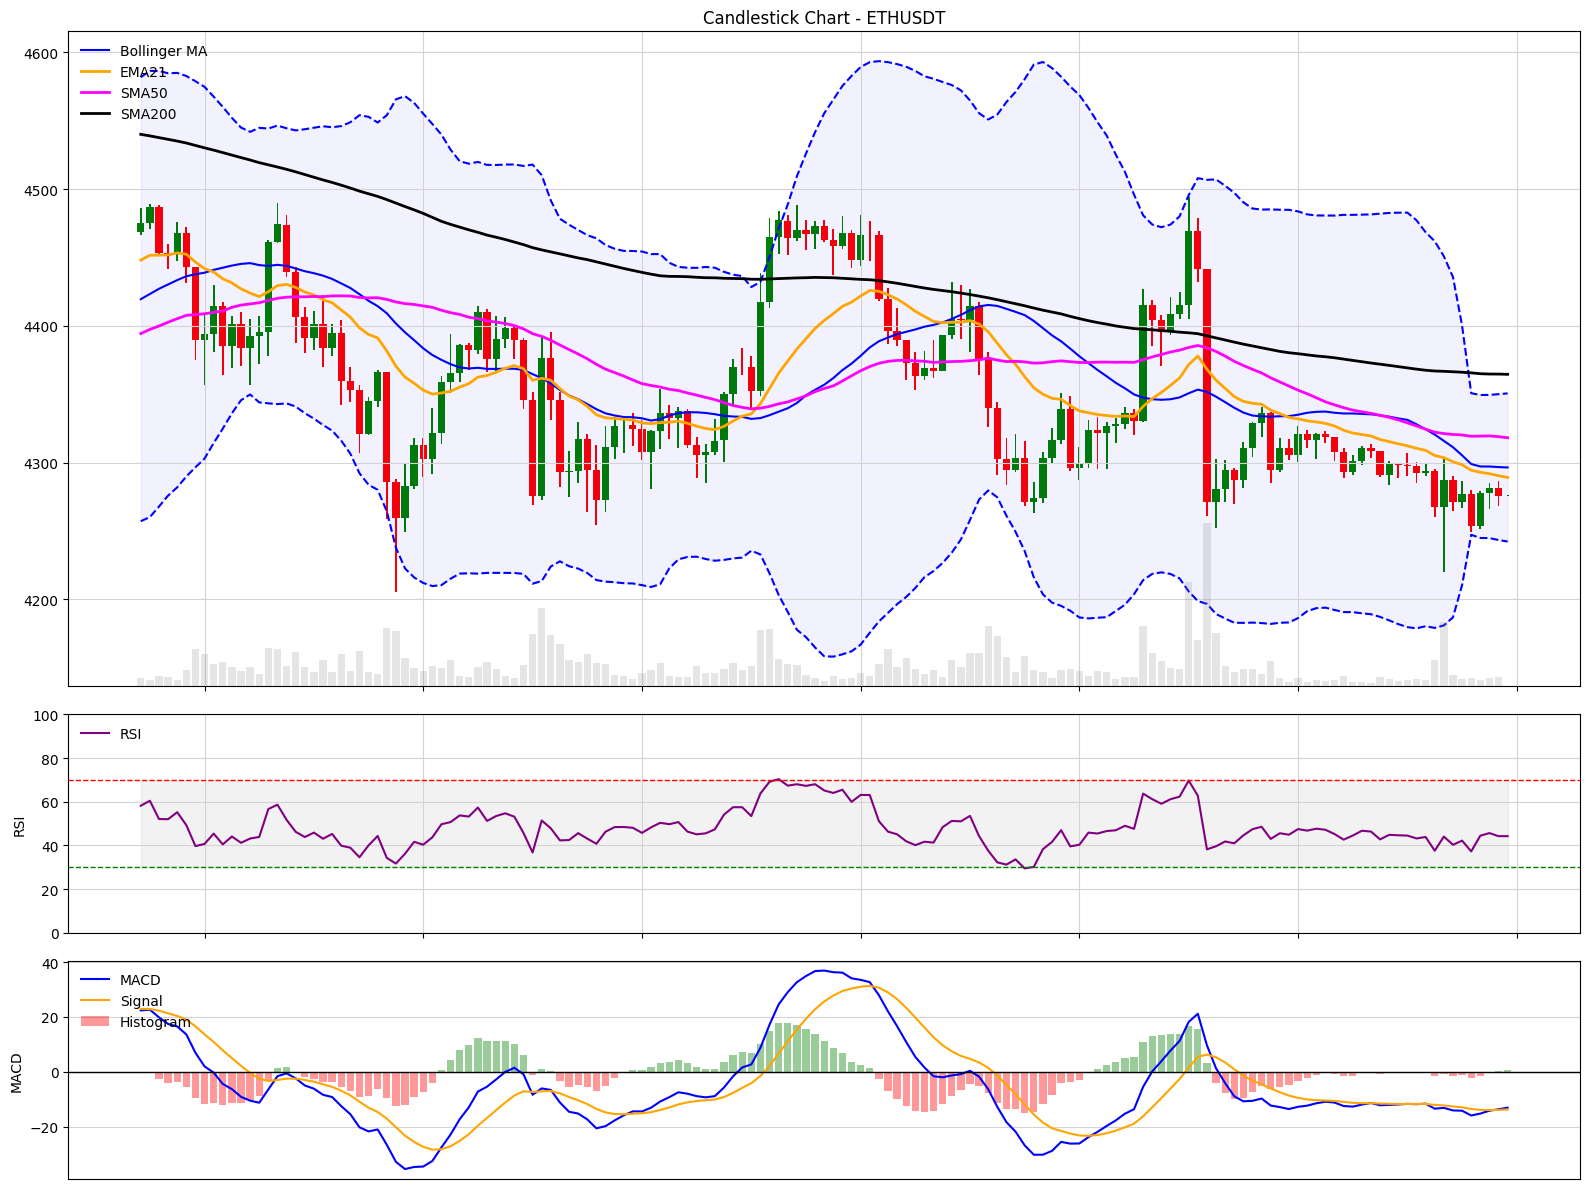 Candlestick Chart - ETHUSDT
Bollinger MA
EMA21
SMA50
SMA200
4600
4500
4400
4300
4200
RSI
100
80
60
40
20
0
RSI
MACD
Signal
Histogram
40
20
0
−20
MACD